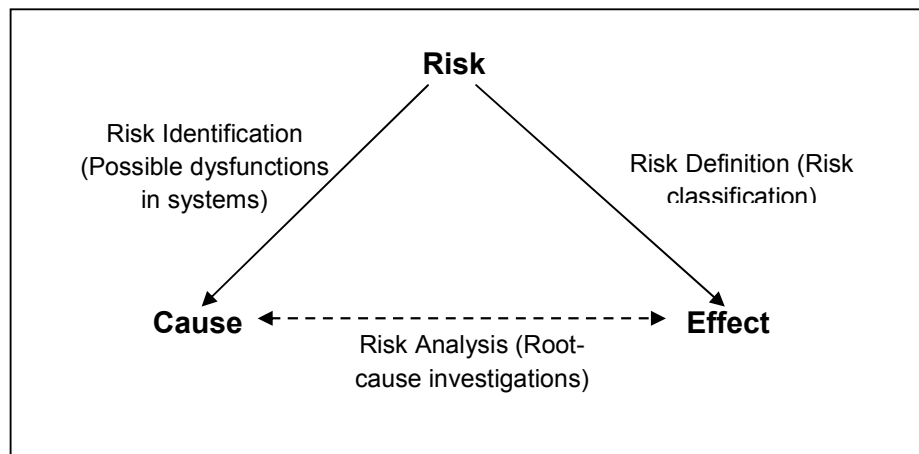 Risk
Risk Identification
(Possible dysfunctions
in systems)
Risk Definition (Risk
classification)
Cause
Effect
Risk Analysis (Root-
cause investigations)